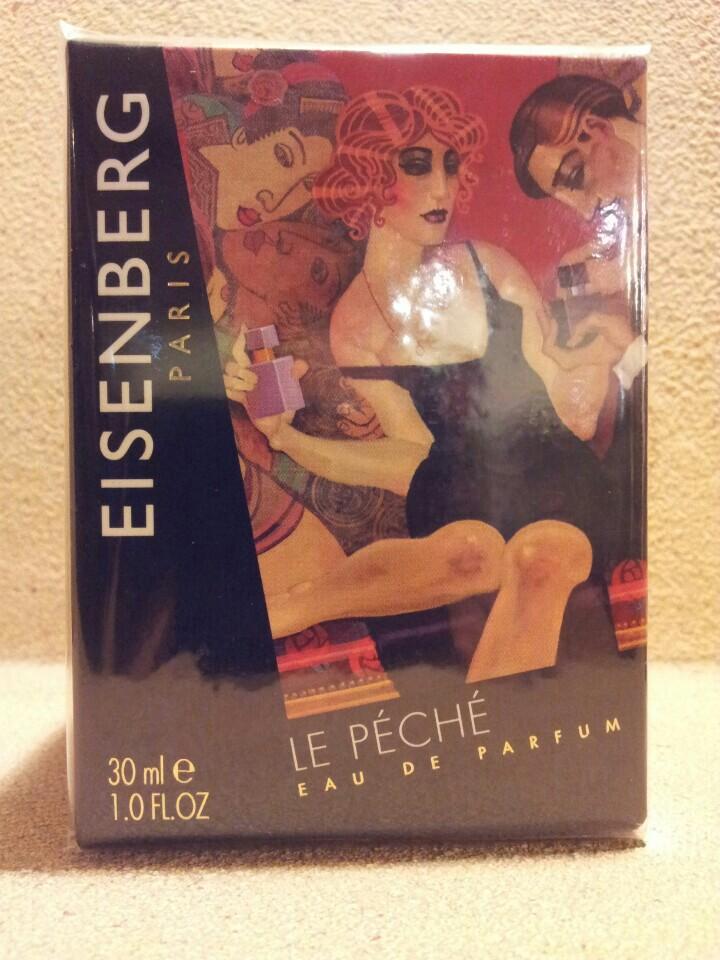 EISENBERG
PARIS
LE PÉCHÉ
EAU DE PARFUM
30 ml e
1.0 FL.OZ